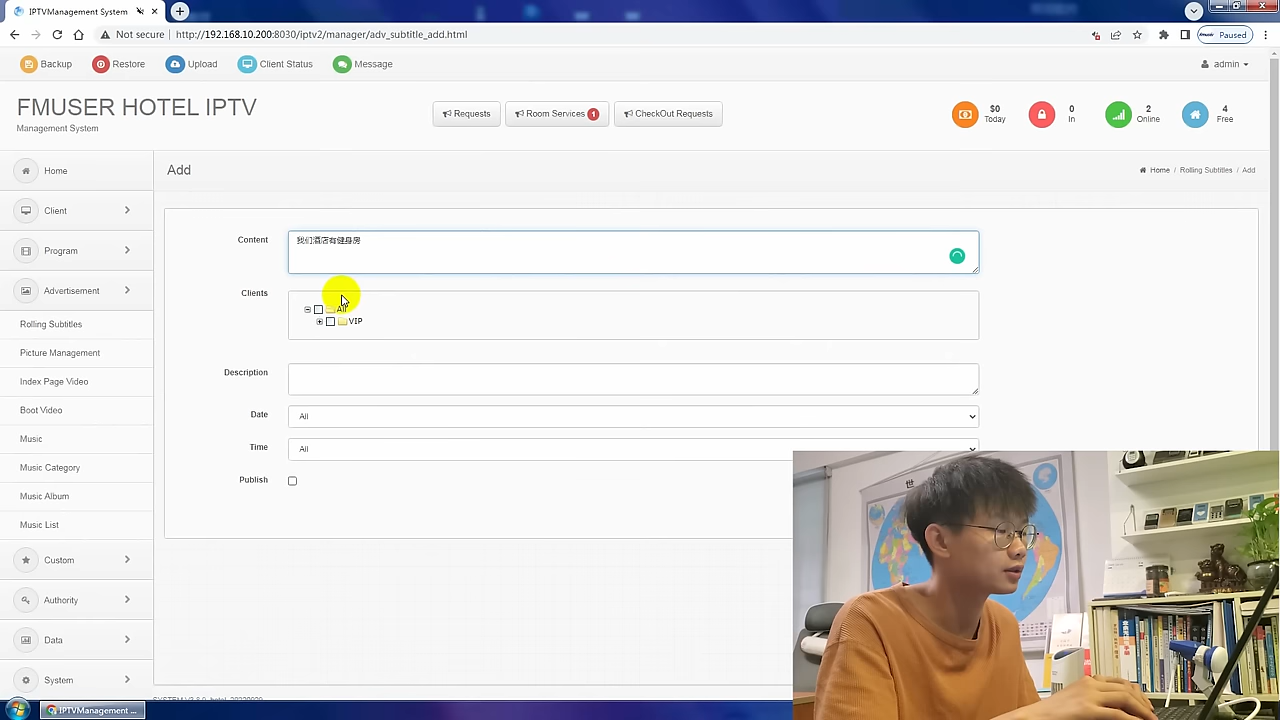 IPTVManagement System
Not secure
http://192.168.10.200:8030/iptv2/manager/adv_subtitle_add.html
Paused
Backup
Restore
Upload
Client Status
Message
admin
FMUSER HOTEL IPTV
Management System
Requests
Room Services 1
CheckOut Requests
$0
Today
0
In
2
Online
4
Free
Home
Client
Program
Advertisement
Rolling Subtitles
Picture Management
Index Page Video
Boot Video
Music
Music Category
Music Album
Music List
Custom
Authority
Data
System
Add
Home / Rolling Subtitles / Add
Content
我们酒店有健身房
Clients
All
VIP
Description
Date
All
Time
All
Publish
世
IPTVManagement ...